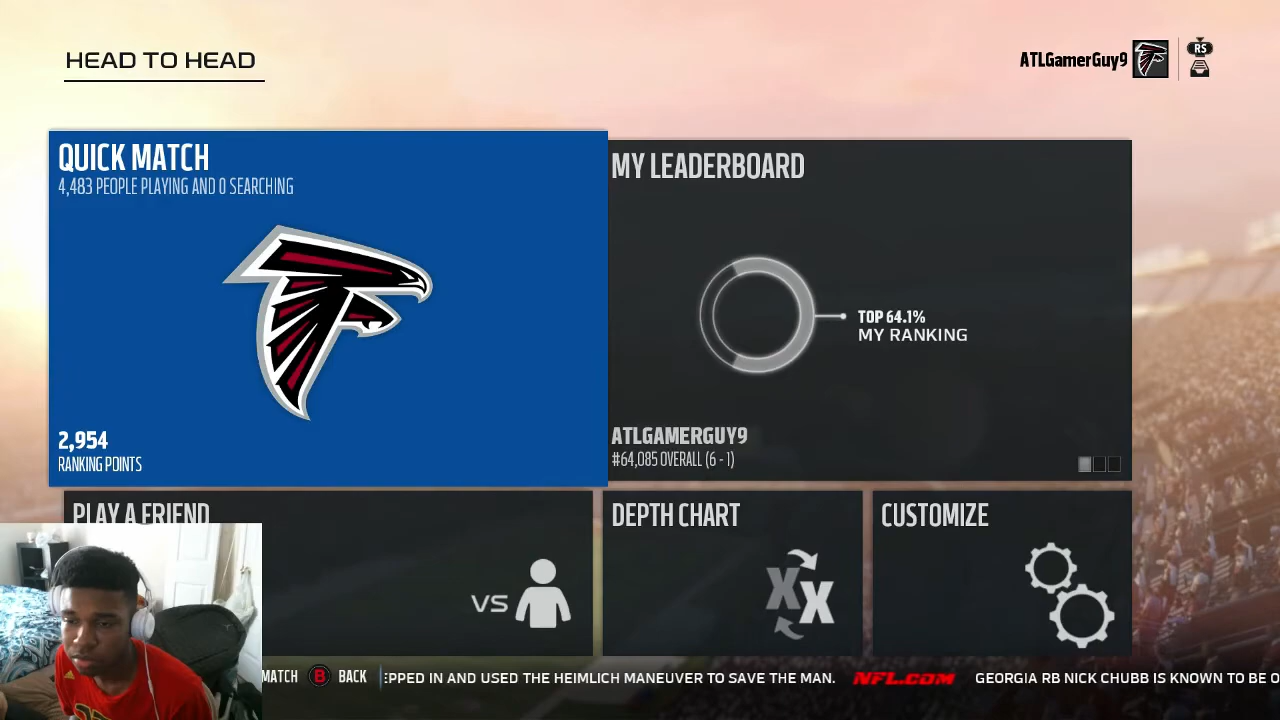 HEAD TO HEAD
ATLGamerGuy9
RS
QUICK MATCH
4,483 PEOPLE PLAYING AND 0 SEARCHING
2,954
RANKING POINTS
MY LEADERBOARD
TOP 64.1%
MY RANKING
ATLGAMERGUY9
#64,085 OVERALL (6 - 1)
PLAY A FRIEND
VS
DEPTH CHART
XX
CUSTOMIZE
MATCH B BACK EPPED IN AND USED THE HEIMLICH MANEUVER TO SAVE THE MAN. NFL.COM GEORGIA RB NICK CHUBB IS KNOWN TO BE O